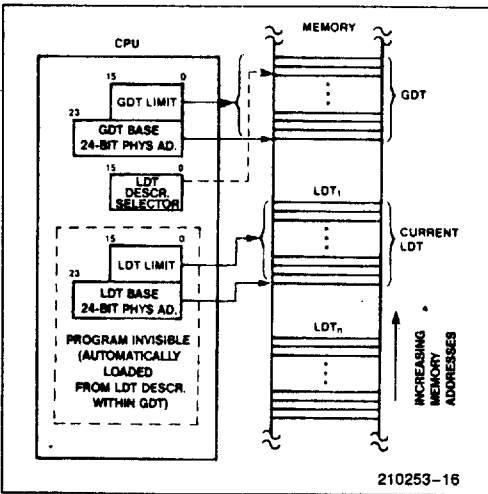 CPU
MEMORY
15 0
GDT LIMIT
23
GDT BASE
24-BIT PHYS AD.
GDT
15 0
LDT
DESCR.
SELECTOR
LDT₁
CURRENT
LDT
15 0
LDT LIMIT
23
LDT BASE
24-BIT PHYS AD.
PROGRAM INVISIBLE
(AUTOMATICALLY
LOADED
FROM LDT DESCR.
WITHIN GDT)
LDTₙ
INCREASING
MEMORY
ADDRESSES
210253–16